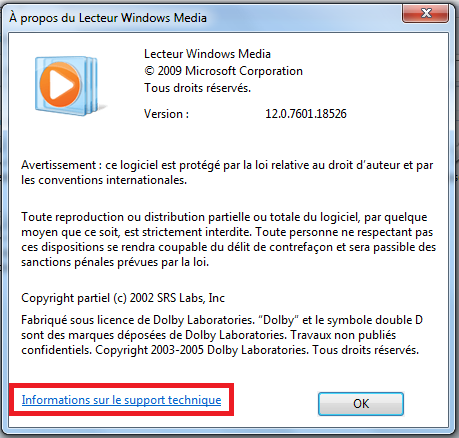 À propos du Lecteur Windows Media
Lecteur Windows Media
© 2009 Microsoft Corporation
Tous droits réservés.
Version : 12.0.7601.18526
Avertissement : ce logiciel est protégé par la loi relative au droit d'auteur et par
les conventions internationales.
Toute reproduction ou distribution partielle ou totale du logiciel, par quelque
moyen que ce soit, est strictement interdite. Toute personne ne respectant pas
ces dispositions se rendra coupable du délit de contrefaçon et sera passible des
sanctions pénales prévues par la loi.
Copyright partiel (c) 2002 SRS Labs, Inc
Fabriqué sous licence de Dolby Laboratories. “Dolby” et le symbole double D
sont des marques déposées de Dolby Laboratories. Travaux non publiés
confidentiels. Copyright 2003-2005 Dolby Laboratories. Tous droits réservés.
Informations sur le support technique
OK